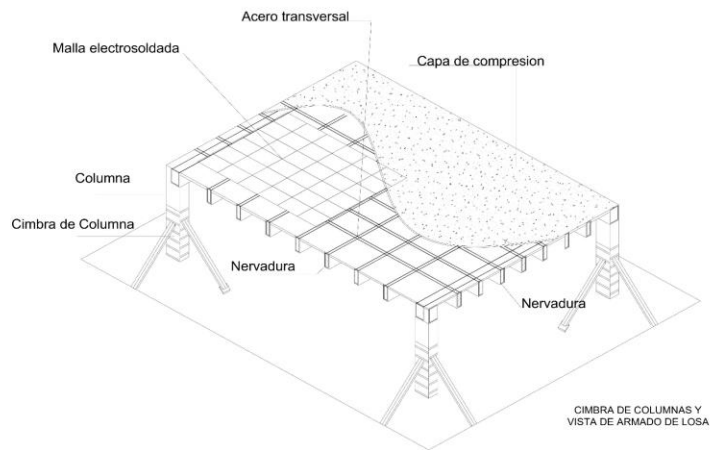 Acero transversal
Malla electrosoldada
Capa de compresion
Columna
Cimbra de Columna
Nervadura
Nervadura
CIMBRA DE COLUMNAS Y
VISTA DE ARMADO DE LOSA